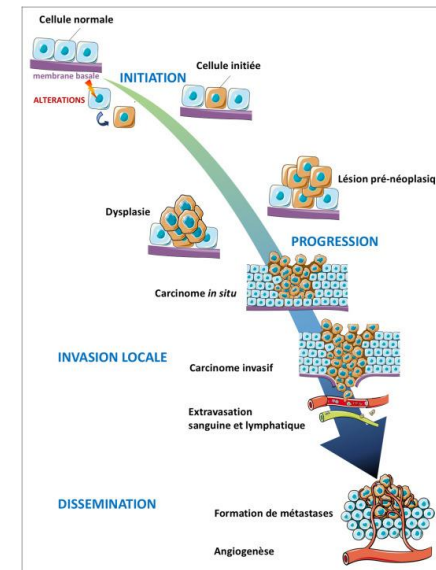 Cellule normale
membrane basale
INITIATION
Cellule initiée
ALTERATIONS
Lésion pré-néoplasiq
Dysplasie
PROGRESSION
Carcinome in situ
INVASION LOCALE
Carcinome invasif
Extravasation
sanguine et lymphatique
DISSEMINATION
Formation de métastases
Angiogenèse